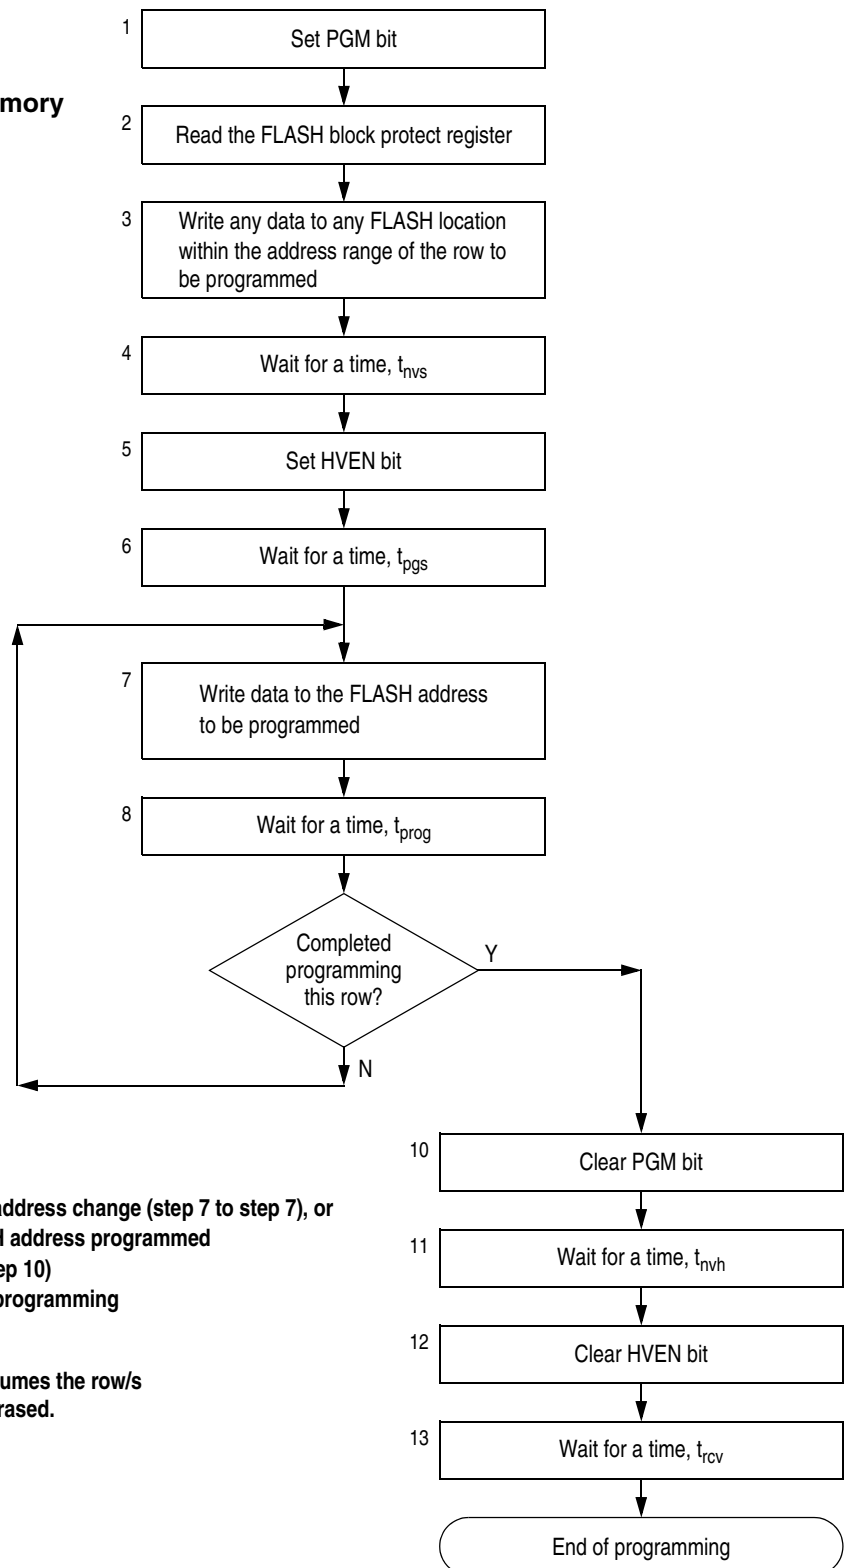 1
Set PGM bit
mory
2
Read the FLASH block protect register
3
Write any data to any FLASH location
within the address range of the row to
be programmed
4
Wait for a time, tnvs
5
Set HVEN bit
6
Wait for a time, tpgs
7
Write data to the FLASH address
to be programmed
8
Wait for a time, tprog
Completed
programming
this row?
Y
N
10
Clear PGM bit
address change (step 7 to step 7), or
H address programmed
ep 10)
programming
11
Wait for a time, tnvh
12
Clear HVEN bit
umes the row/s
rased.
13
Wait for a time, trcv
End of programming